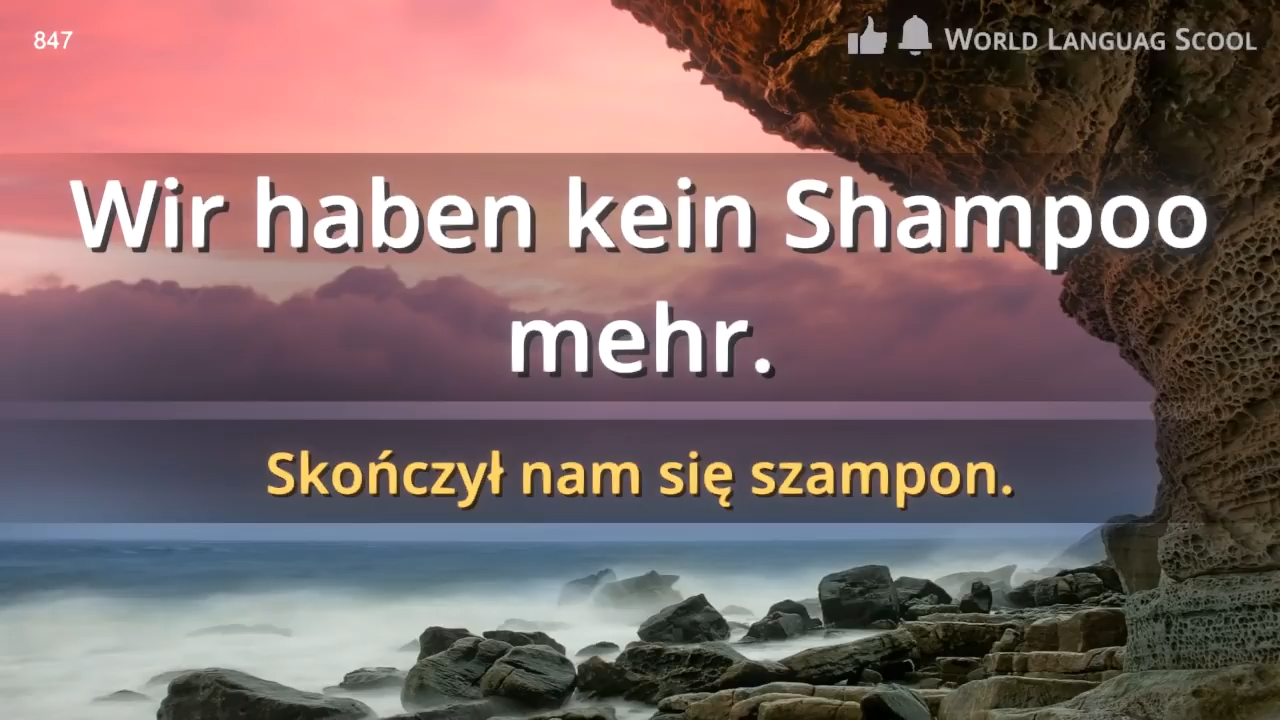 847
World Languag Scool
Wir haben kein Shampoo
mehr.
Skończył nam się szampon.